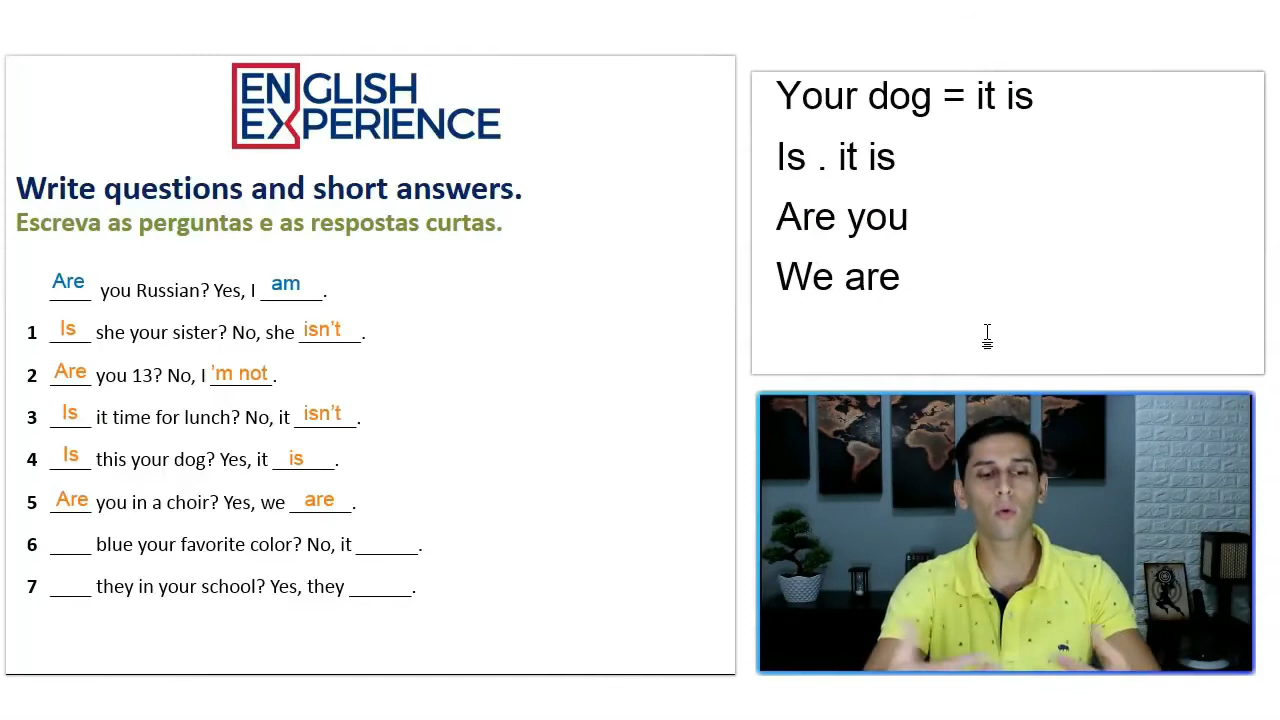 ENGLISH
EXPERIENCE
Write questions and short answers.
Escreva as perguntas e as respostas curtas.
Are you Russian? Yes, I am.
1 Is she your sister? No, she isn't.
2 Are you 13? No, I 'm not.
3 Is it time for lunch? No, it isn't.
4 Is this your dog? Yes, it is.
5 Are you in a choir? Yes, we are.
6 ____ blue your favorite color? No, it ______.
7 ____ they in your school? Yes, they ______.
Your dog = it is
Is . it is
Are you
We are